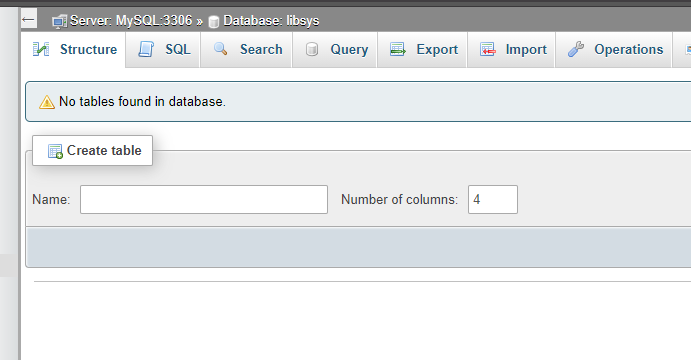 Server: MySQL:3306 » Database: libsys
Structure SQL Search Query Export Import Operations
No tables found in database.
Create table
Name: Number of columns: 4